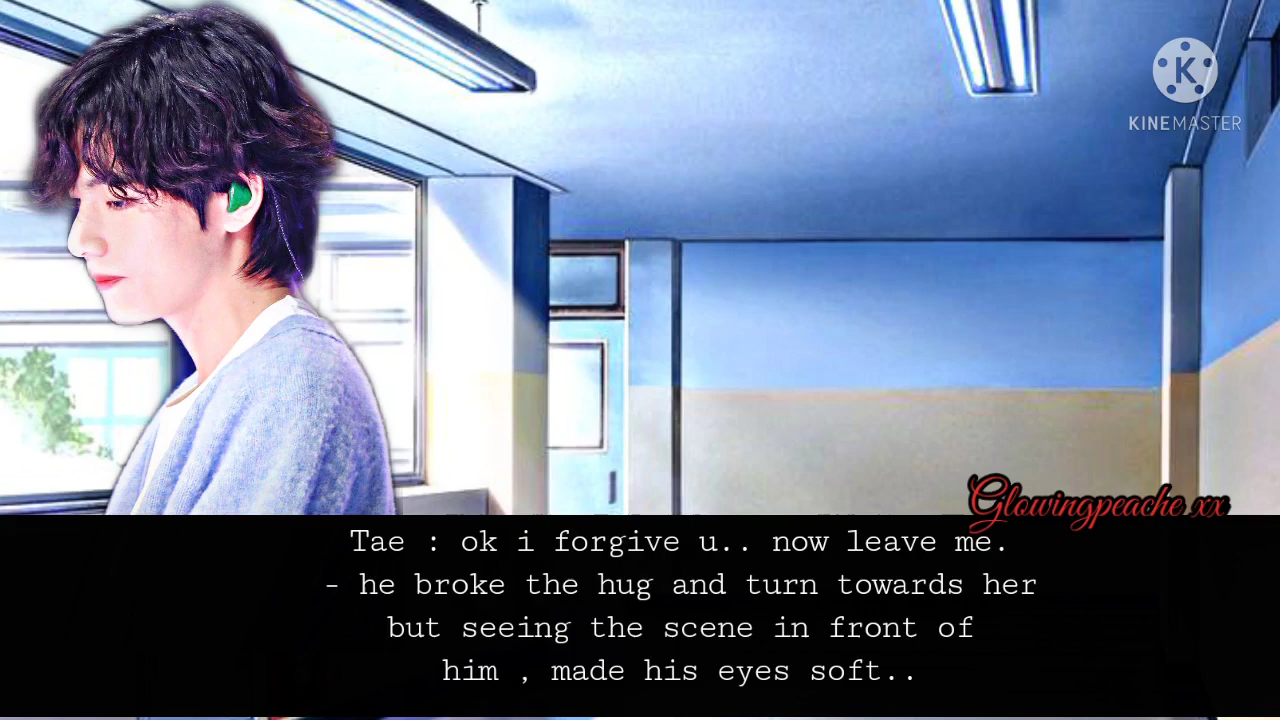 K
KINEMASTER
Glowingpeache xx
Tae : ok i forgive u.. now leave me.
- he broke the hug and turn towards her
but seeing the scene in front of
him , made his eyes soft..